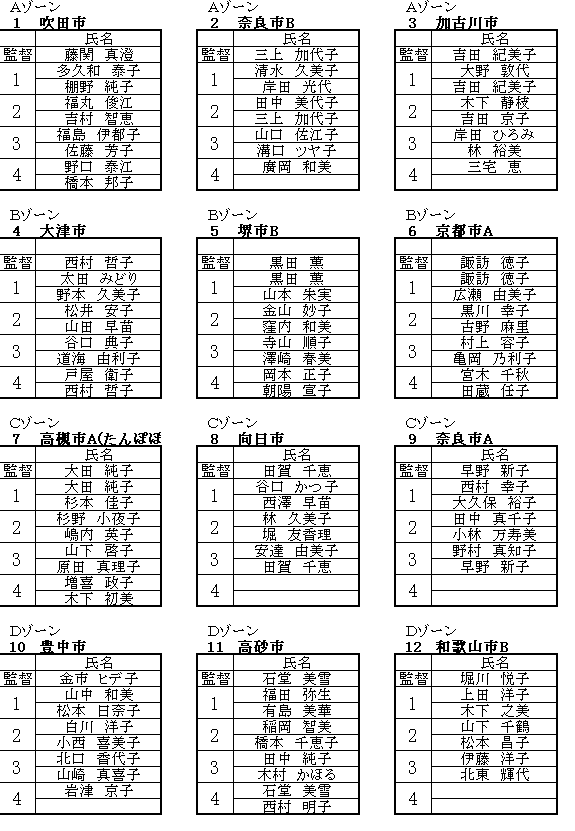 Aゾーン
1 吹田市
氏名
監督 藤関 真澄
1 多久和 泰子
棚野 純子
2 福丸 俊江
吉村 智恵
3 福島 伊都子
佐藤 芳子
4 野口 泰江
橋本 邦子
Aゾーン
2 奈良市B
氏名
監督 三上 加代子
1 清水 久美子
岸田 光代
2 田中 美代子
三上 加代子
3 山口 佐江子
溝口 ツヤ子
4 廣岡 和美
Aゾーン
3 加古川市
氏名
監督 吉田 紀美子
1 大野 敦代
吉田 紀美子
2 木下 静枝
吉田 京子
3 岸田 ひろみ
林 裕美
4 三宅 恵
Bゾーン
4 大津市
監督 西村 哲子
1 太田 みどり
野本 久美子
2 松井 安子
山田 早苗
3 谷口 典子
道海 由利子
4 戸屋 衛子
西村 哲子
Bゾーン
5 堺市B
監督 黒田 薫
1 黒田 薫
山本 朱実
2 金山 妙子
窪内 和美
3 寺山 順子
澤崎 春美
4 岡本 正子
朝陽 宣子
Bゾーン
6 京都市A
監督 諏訪 徳子
1 諏訪 徳子
広瀬 由美子
2 黒川 幸子
古野 麻里
3 村上 容子
亀岡 乃利子
4 宮木 千秋
田蔵 任子
Cゾーン
7 高槻市A(たんぽぽ
氏名
監督 大田 純子
1 大田 純子
杉本 佳子
2 杉野 小夜子
嶋内 英子
3 山下 啓子
原田 真理子
4 増喜 政子
木下 初美
Cゾーン
8 向日市
氏名
監督 田賀 千恵
1 谷口 かつ子
西澤 早苗
2 林 久美子
堀 友香理
3 安達 由美子
田賀 千恵
4
Cゾーン
9 奈良市A
氏名
監督 早野 新子
1 西村 幸子
大久保 裕子
2 田中 真千子
小林 万寿美
3 野村 真知子
早野 新子
4
Dゾーン
10 豊中市
氏名
監督 金市 ヒデ子
1 山中 和美
松本 日奈子
2 白川 洋子
小西 喜美子
3 北口 香代子
山崎 真喜子
4 岩津 京子
Dゾーン
11 高砂市
氏名
監督 石堂 美雪
1 福田 弥生
有島 美華
2 稲岡 智美
橋本 千恵子
3 田中 純子
木村 かほる
4 石堂 美雪
西村 明子
Dゾーン
12 和歌山市B
氏名
監督 堀川 悦子
1 上田 洋子
木下 之美
2 山下 千鶴
松本 昌子
3 伊藤 洋子
北東 輝代
4